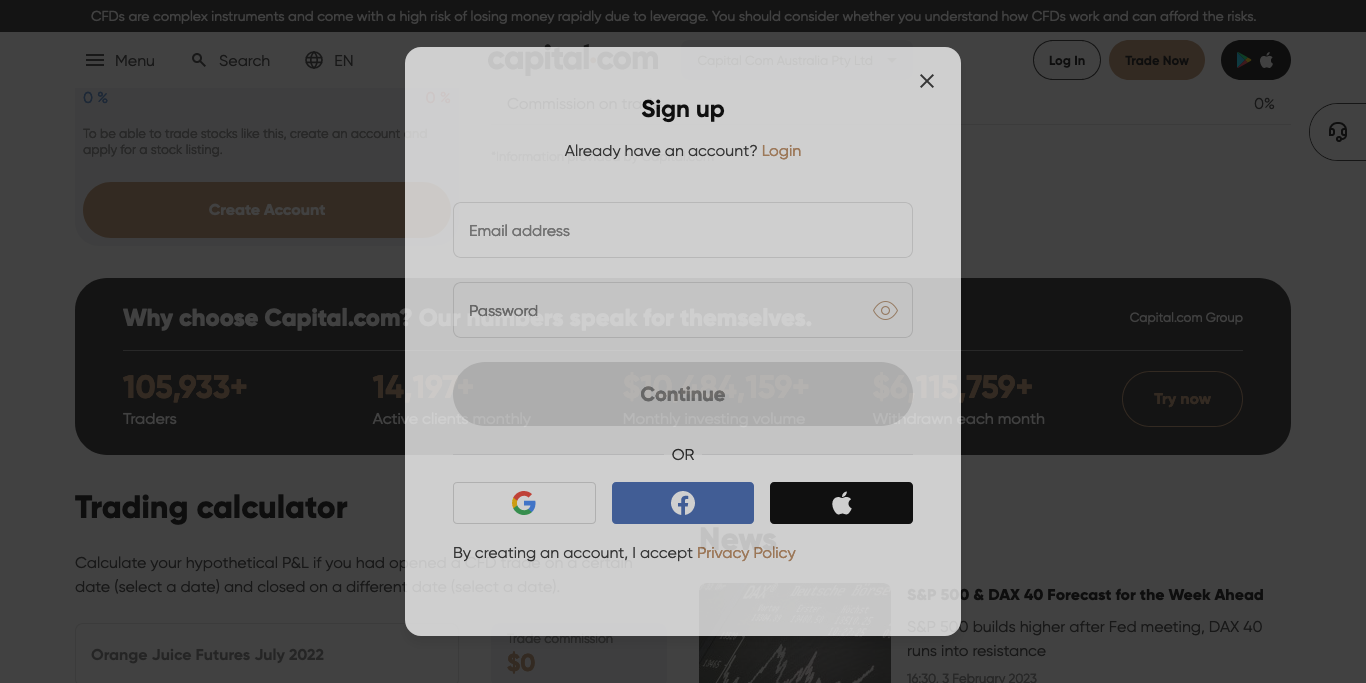 CFDs are complex instruments and come with a high risk of losing money rapidly due to leverage. You should consider whether you understand how CFDs work and can afford the risks.
Menu
Search
EN
capital.com
Capital Com Australia Pty Ltd
Log In
Trade Now
0 %
0 %
To be able to trade stocks like this, create an account and
apply for a stock listing.
Create Account
Commission on
0%
Sign up
Already have an account? Login
Email address
Password
Continue
OR
By creating an account, I accept Privacy Policy
Why choose Capital.com? Our numbers speak for themselves.
Capital.com Group
105,933+
Traders
14,197+
Active clients monthly
Monthly investing volume
$6,115,759+
Withdrawn each month
Try now
Trading calculator
Calculate your hypothetical P&L if you had opened a CFD trade on a certain
date (select a date) and closed on a different date (select a date).
Orange Juice Futures July 2022
Trade commission
$0
News
S&P 500 & DAX 40 Forecast for the Week Ahead
S&P 500 builds higher after Fed meeting, DAX 40
runs into resistance
16:30, 3 February 2023